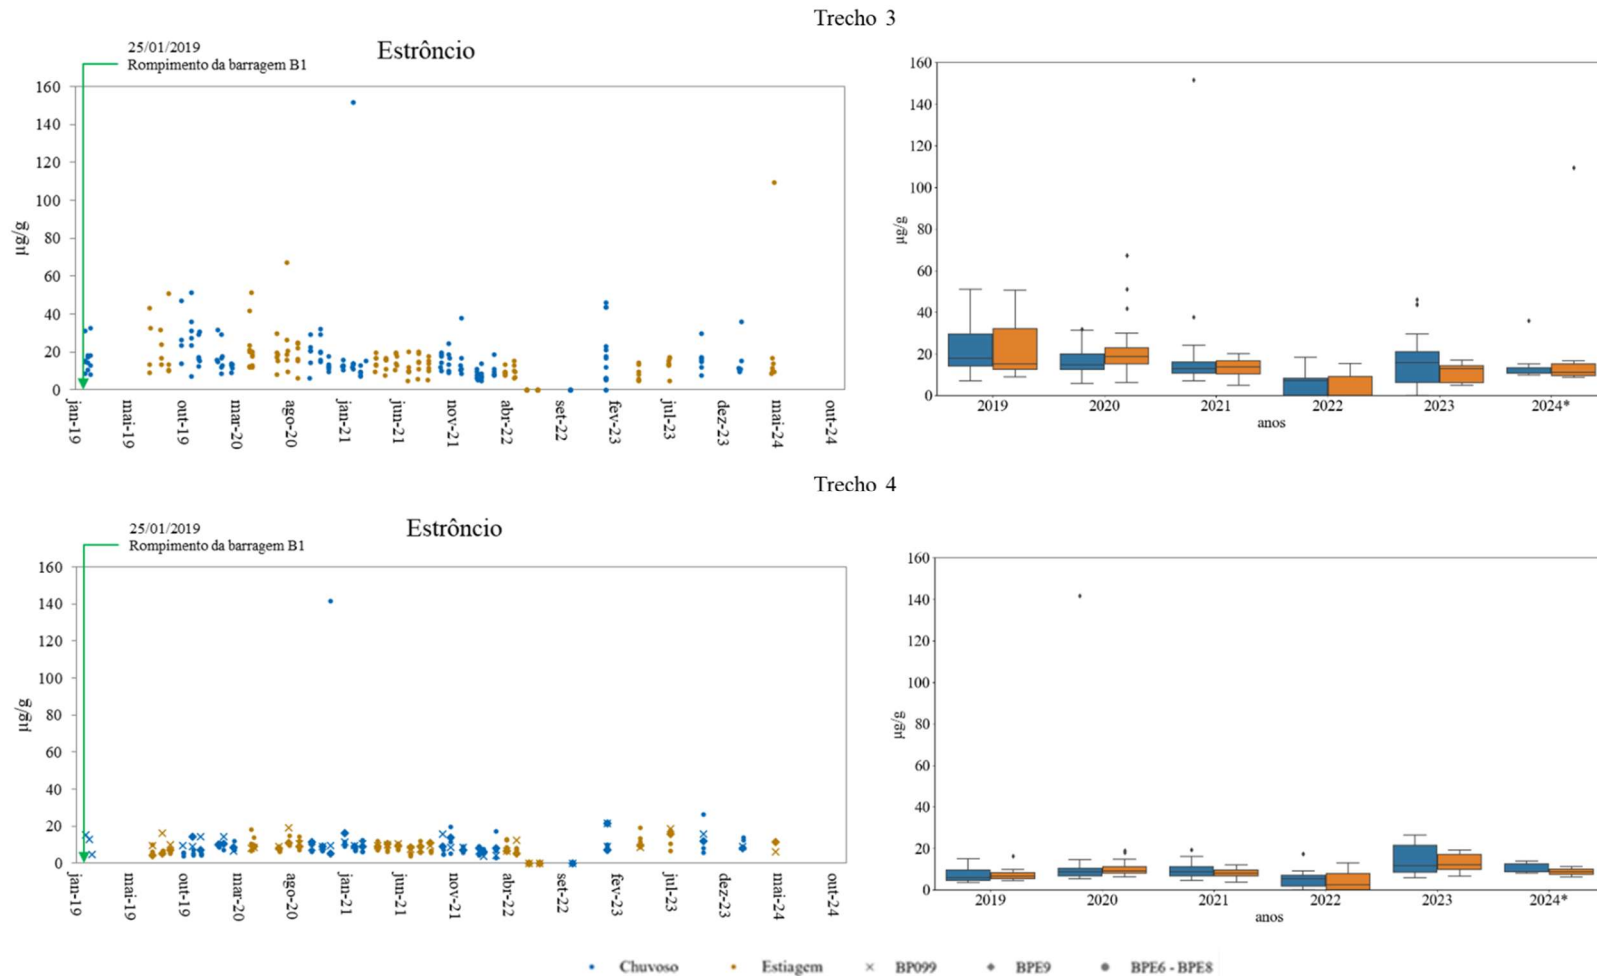 Trecho 3
25/01/2019
Rompimento da barragem B1
Estrôncio
160
140
120
100
80
60
40
20
0
µg/g
jan-19
mai-19
out-19
mar-20
ago-20
jan-21
jun-21
nov-21
abr-22
set-22
fev-23
jul-23
dez-23
mai-24
out-24
160
140
120
100
80
60
40
20
0
µg/g
2019
2020
2021
2022
2023
2024*
anos
Trecho 4
25/01/2019
Rompimento da barragem B1
Estrôncio
160
140
120
100
80
60
40
20
0
µg/g
jan-19
mai-19
out-19
mar-20
ago-20
jan-21
jun-21
nov-21
abr-22
set-22
fev-23
jul-23
dez-23
mai-24
out-24
160
140
120
100
80
60
40
20
0
µg/g
2019
2020
2021
2022
2023
2024*
anos
Chuvoso Estiagem BP099 BPE9 BPE6 - BPE8